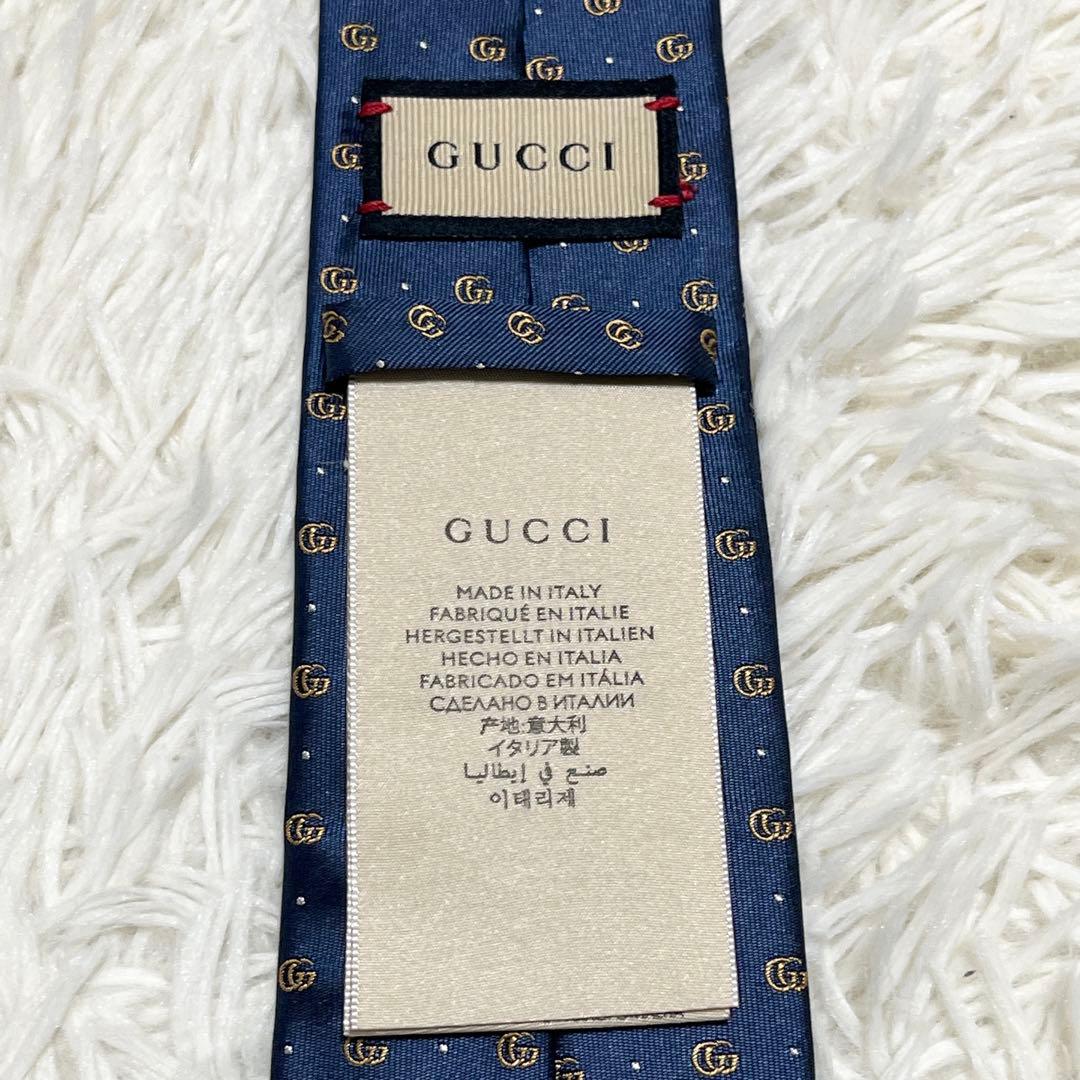 GUCCI
GUCCI
MADE IN ITALY
FABRIQUÉ EN ITALIE
HERGESTELLT IN ITALIEN
HECHO EN ITALIA
FABRICADO EM ITÁLIA
СДЕЛАНО В ИТАЛИИ
产地:意大利
イタリア製
صنع في إيطاليا
이태리제